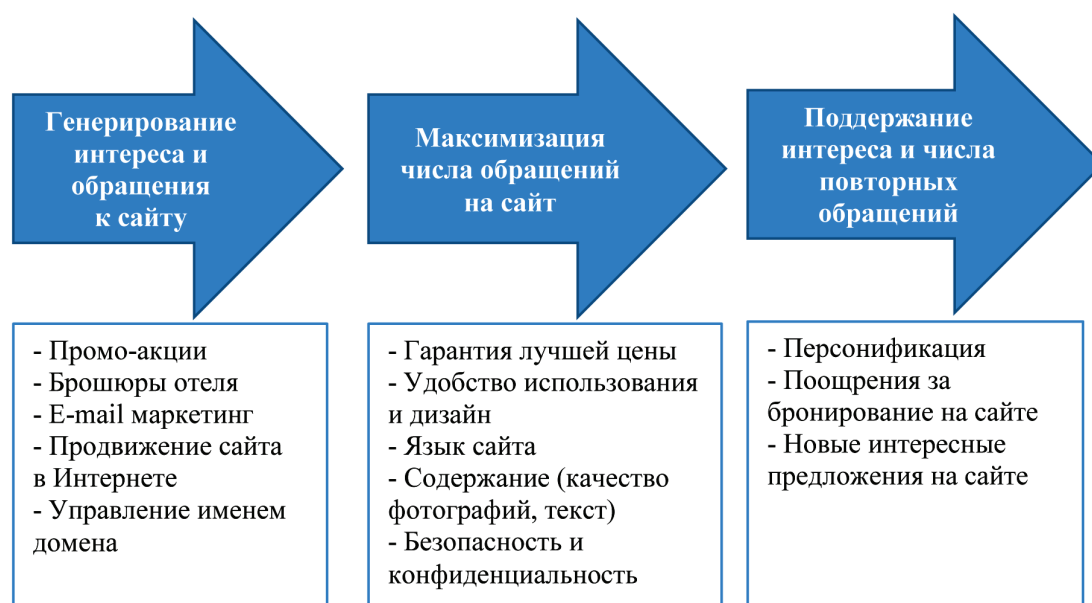 Генерирование
интереса и
обращения
к сайту
Максимизация
числа обращений
на сайт
Поддержание
интереса и числа
повторных
обращений
- Промо-акции
- Брошюры отеля
- E-mail маркетинг
- Продвижение сайта
в Интернете
- Управление именем
домена
- Гарантия лучшей цены
- Удобство использования
и дизайн
- Язык сайта
- Содержание (качество
фотографий, текст)
- Безопасность и
конфиденциальность
- Персонификация
- Поощрения за
бронирование на сайте
- Новые интересные
предложения на сайте